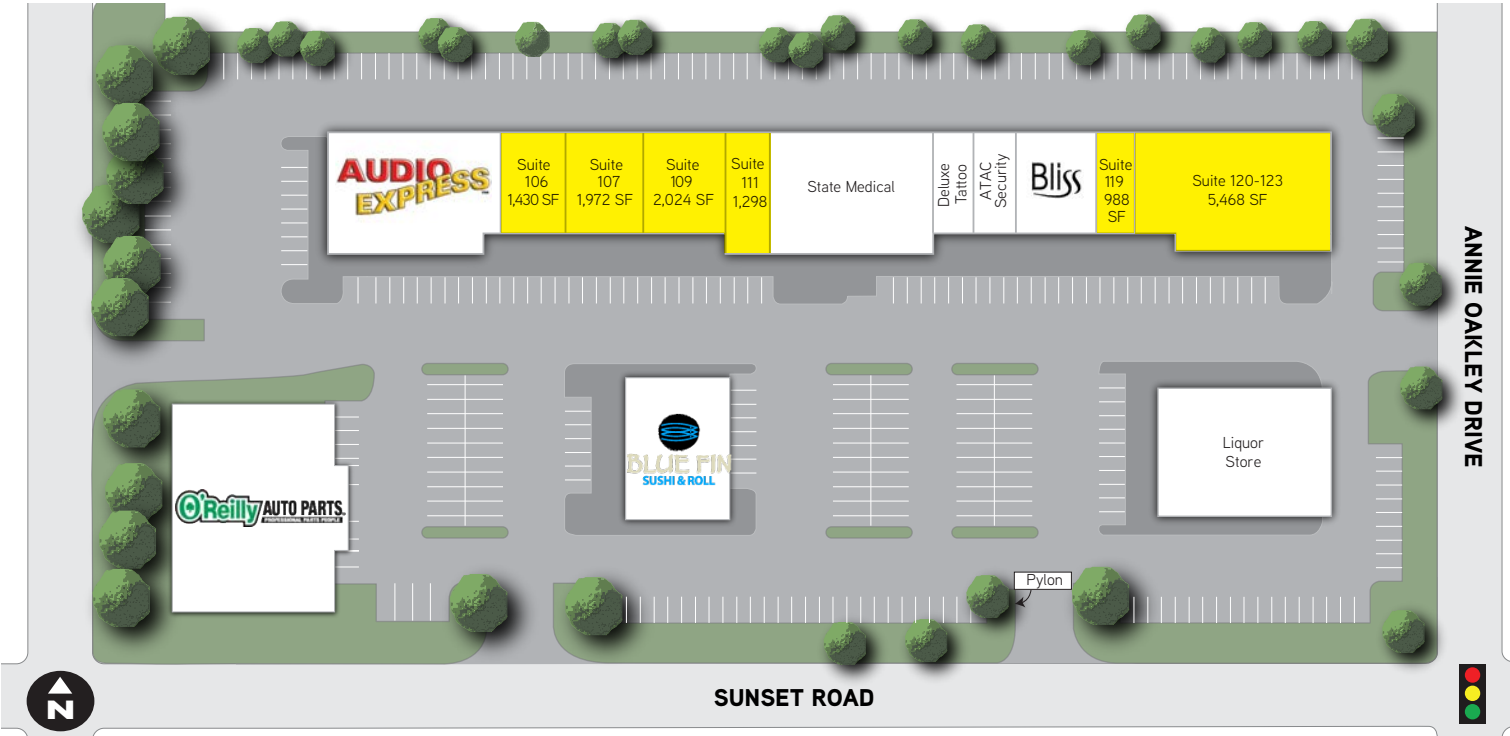 AUDIO
EXPRESS
Suite
106
1,430 SF
Suite
107
1,972 SF
Suite
109
2,024 SF
Suite
111
1,298
State Medical
Deluxe
Tattoo
ATAC
Security
Bliss
Suite
119
988
SF
Suite 120-123
5,468 SF
ANNIE OAKLEY DRIVE
O'Reilly AUTO PARTS
PROFESSIONAL PARTS PEOPLE
BLUE FIN
SUSHI & ROLL
Liquor
Store
Pylon
N
SUNSET ROAD